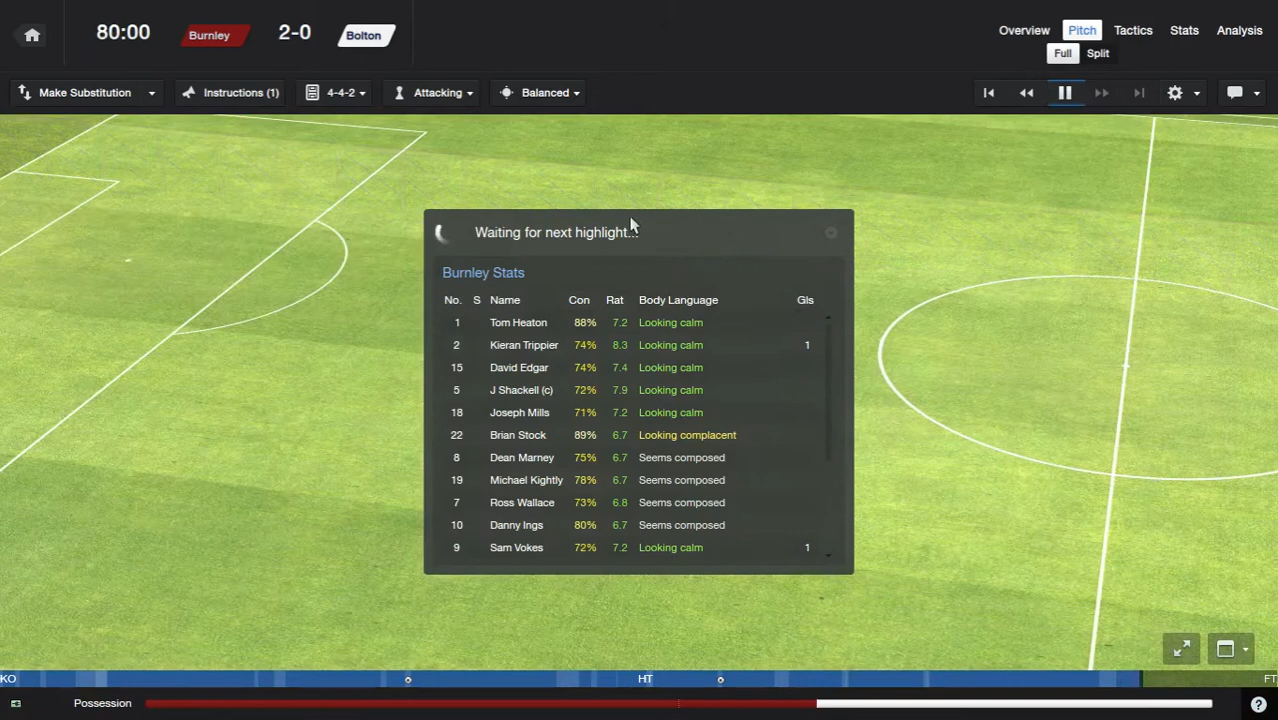 80:00 Burnley 2-0 Bolton
Overview Pitch Tactics Stats Analysis
Full Split
Make Substitution Instructions (1) 4-4-2 Attacking Balanced
Waiting for next highlight...
Burnley Stats
No. S Name Con Rat Body Language Gls
1 Tom Heaton 88% 7.2 Looking calm
2 Kieran Trippier 74% 8.3 Looking calm 1
15 David Edgar 74% 7.4 Looking calm
5 J Shackell (c) 72% 7.9 Looking calm
18 Joseph Mills 71% 7.2 Looking calm
22 Brian Stock 89% 6.7 Looking complacent
8 Dean Marney 75% 6.7 Seems composed
19 Michael Kightly 78% 6.7 Seems composed
7 Ross Wallace 73% 6.8 Seems composed
10 Danny Ings 80% 6.7 Seems composed
9 Sam Vokes 72% 7.2 Looking calm 1
KO HT FT
Possession ?